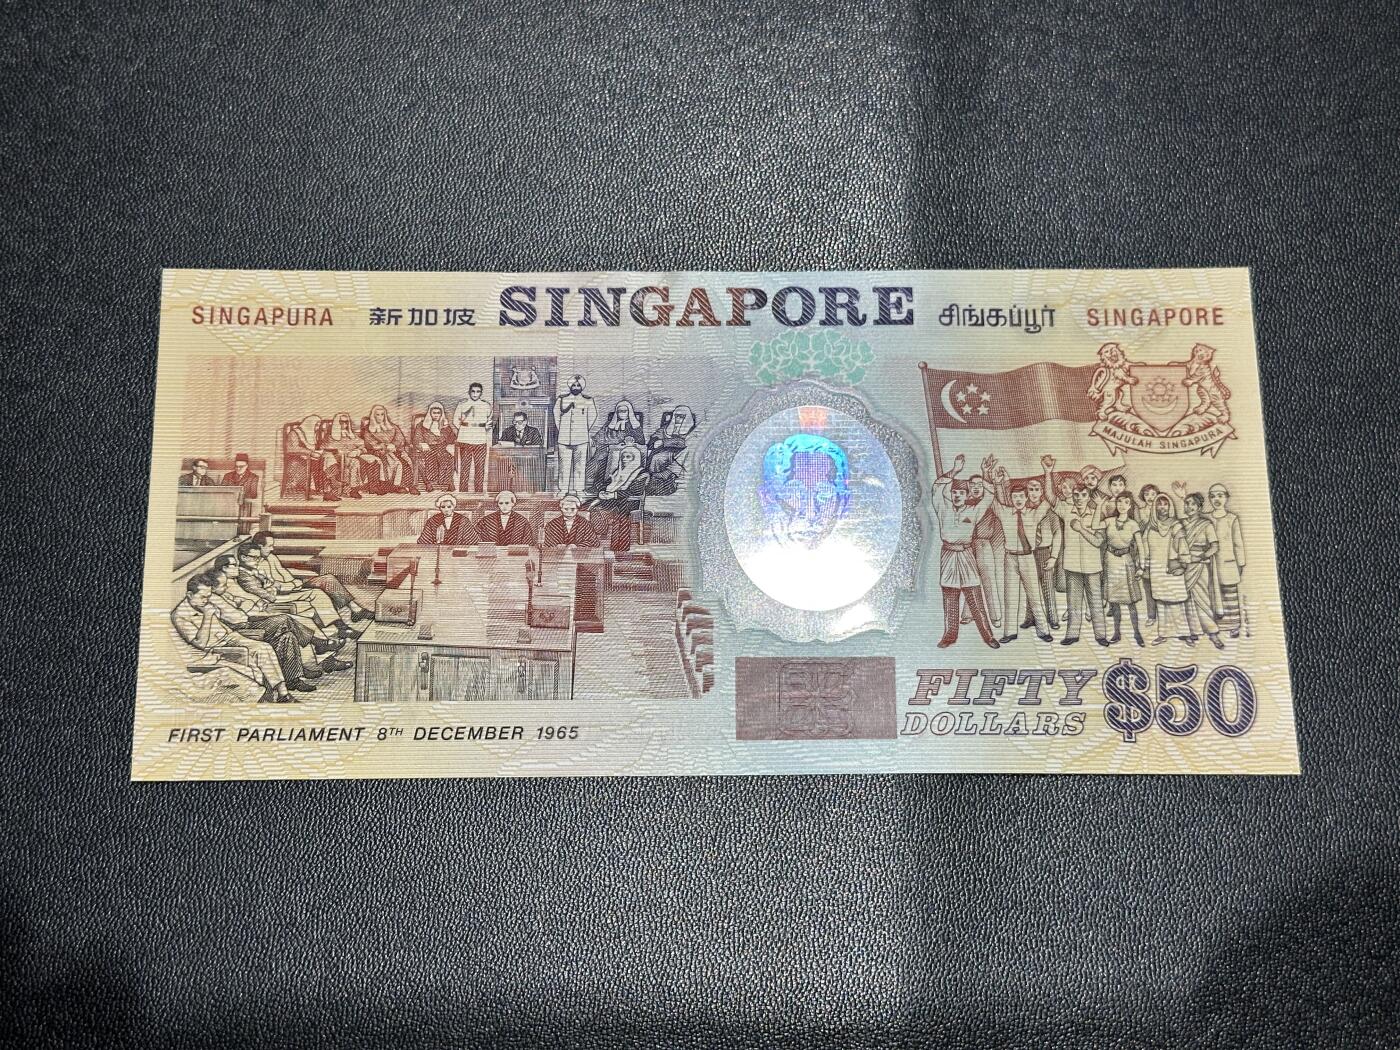 SINGAPURA 新加坡 SINGAPORE சிங்கப்பூர் SINGAPORE
MAJULAH SINGAPURA
FIFTY $50
DOLLARS
FIRST PARLIAMENT 8TH DECEMBER 1965